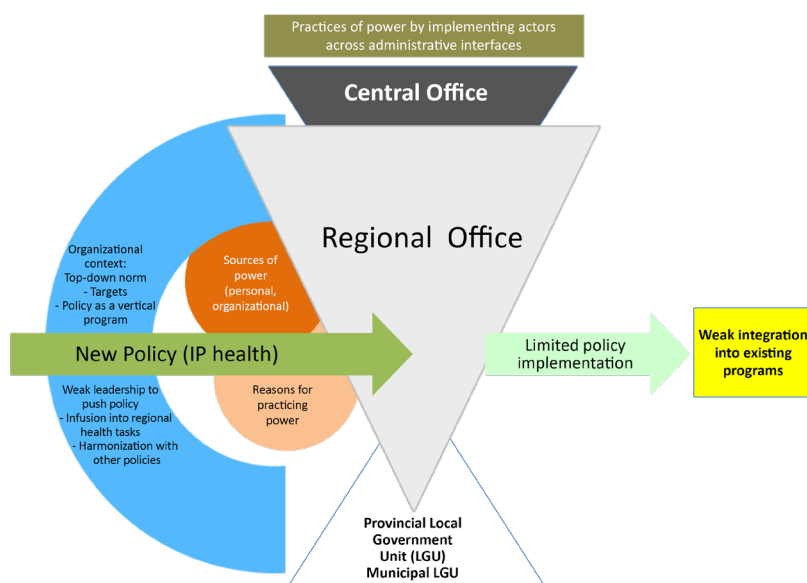 Practices of power by implementing actors
across administrative interfaces
Central Office
Regional Office
Organizational
context:
Top-down norm
- Targets
- Policy as a vertical
program
Sources of
power
(personal,
organizational)
New Policy (IP health)
Limited policy
implementation
Weak integration
into existing
programs
Weak leadership to
push policy
- Infusion into regional
health tasks
- Harmonization with
other policies
Reasons for
practicing
power
Provincial Local
Government
Unit (LGU)
Municipal LGU